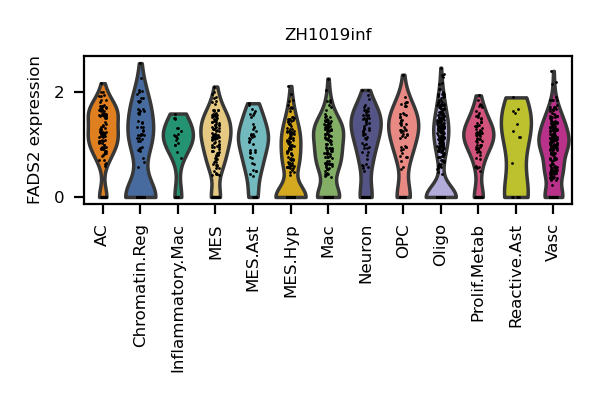 ZH1019inf
FADS2 expression
2
0
AC
Chromatin.Reg
Inflammatory.Mac
MES
MES.Ast
MES.Hyp
Mac
Neuron
OPC
Oligo
Prolif.Metab
Reactive.Ast
Vasc